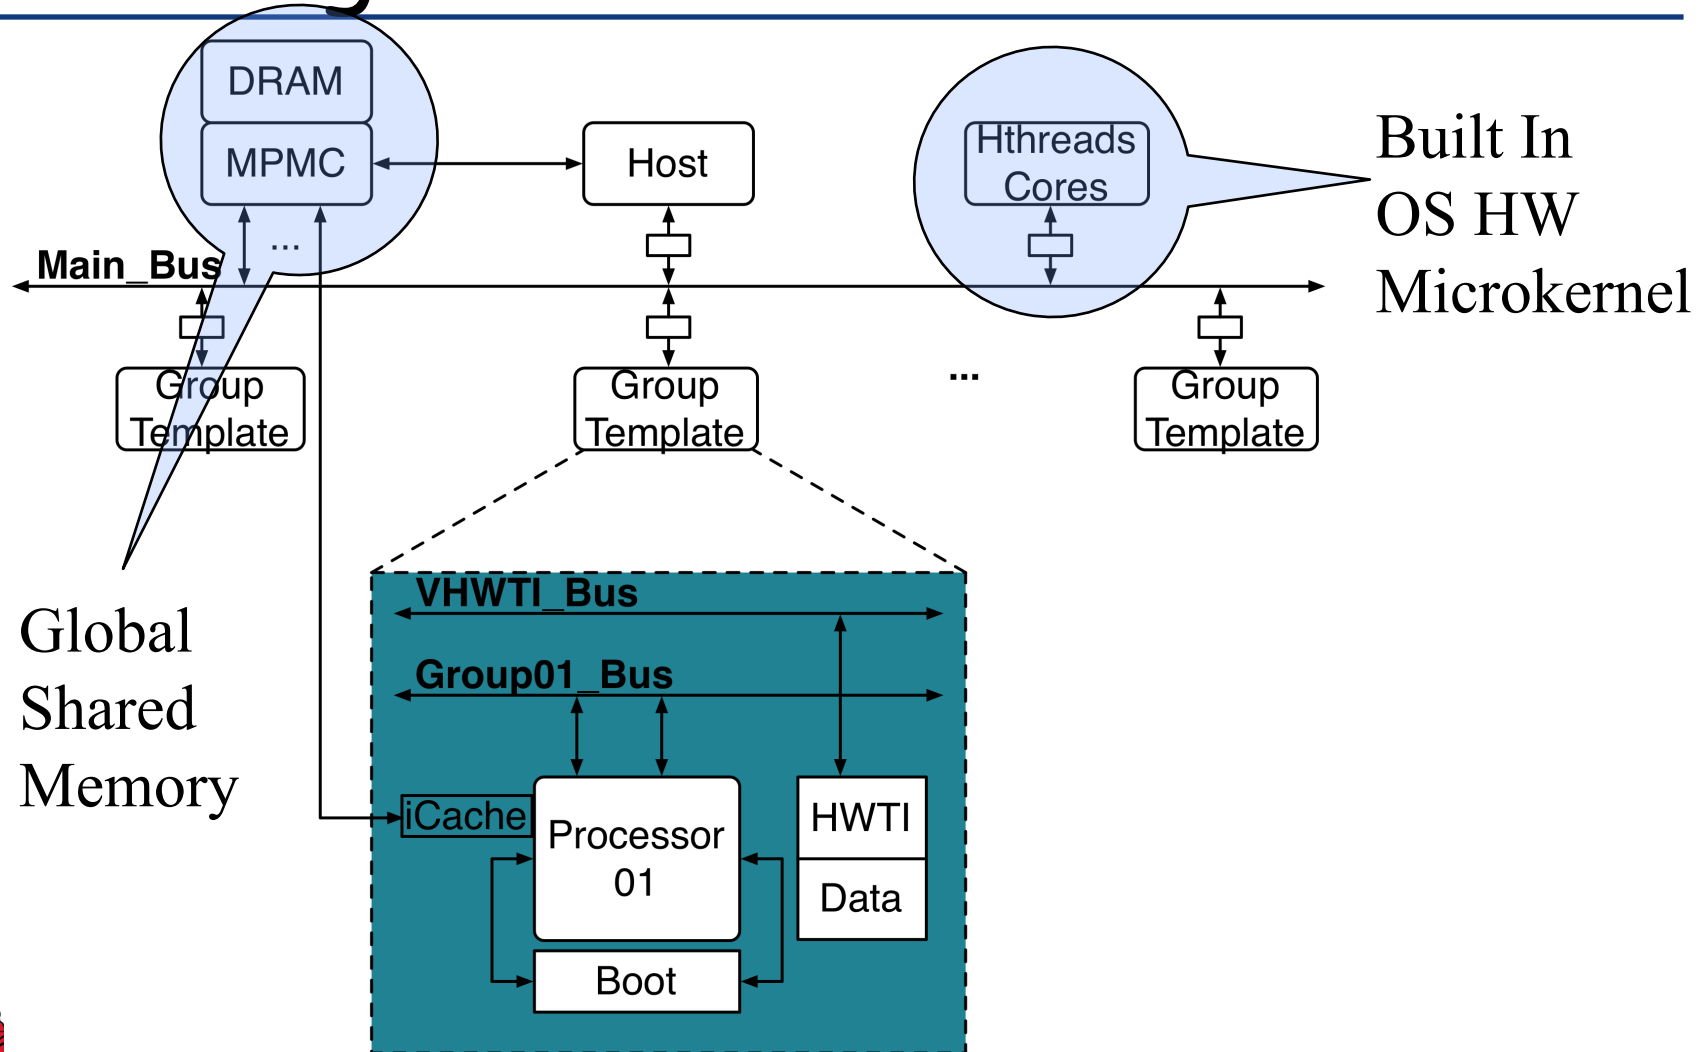 DRAM
MPMC
Host
Hthreads
Cores
Built In
OS HW
Microkernel
...
Main_Bus
Group
Template
Group
Template
...
Group
Template
VHWTI_Bus
Group01_Bus
Global
Shared
Memory
iCache
Processor
01
HWTI
Data
Boot